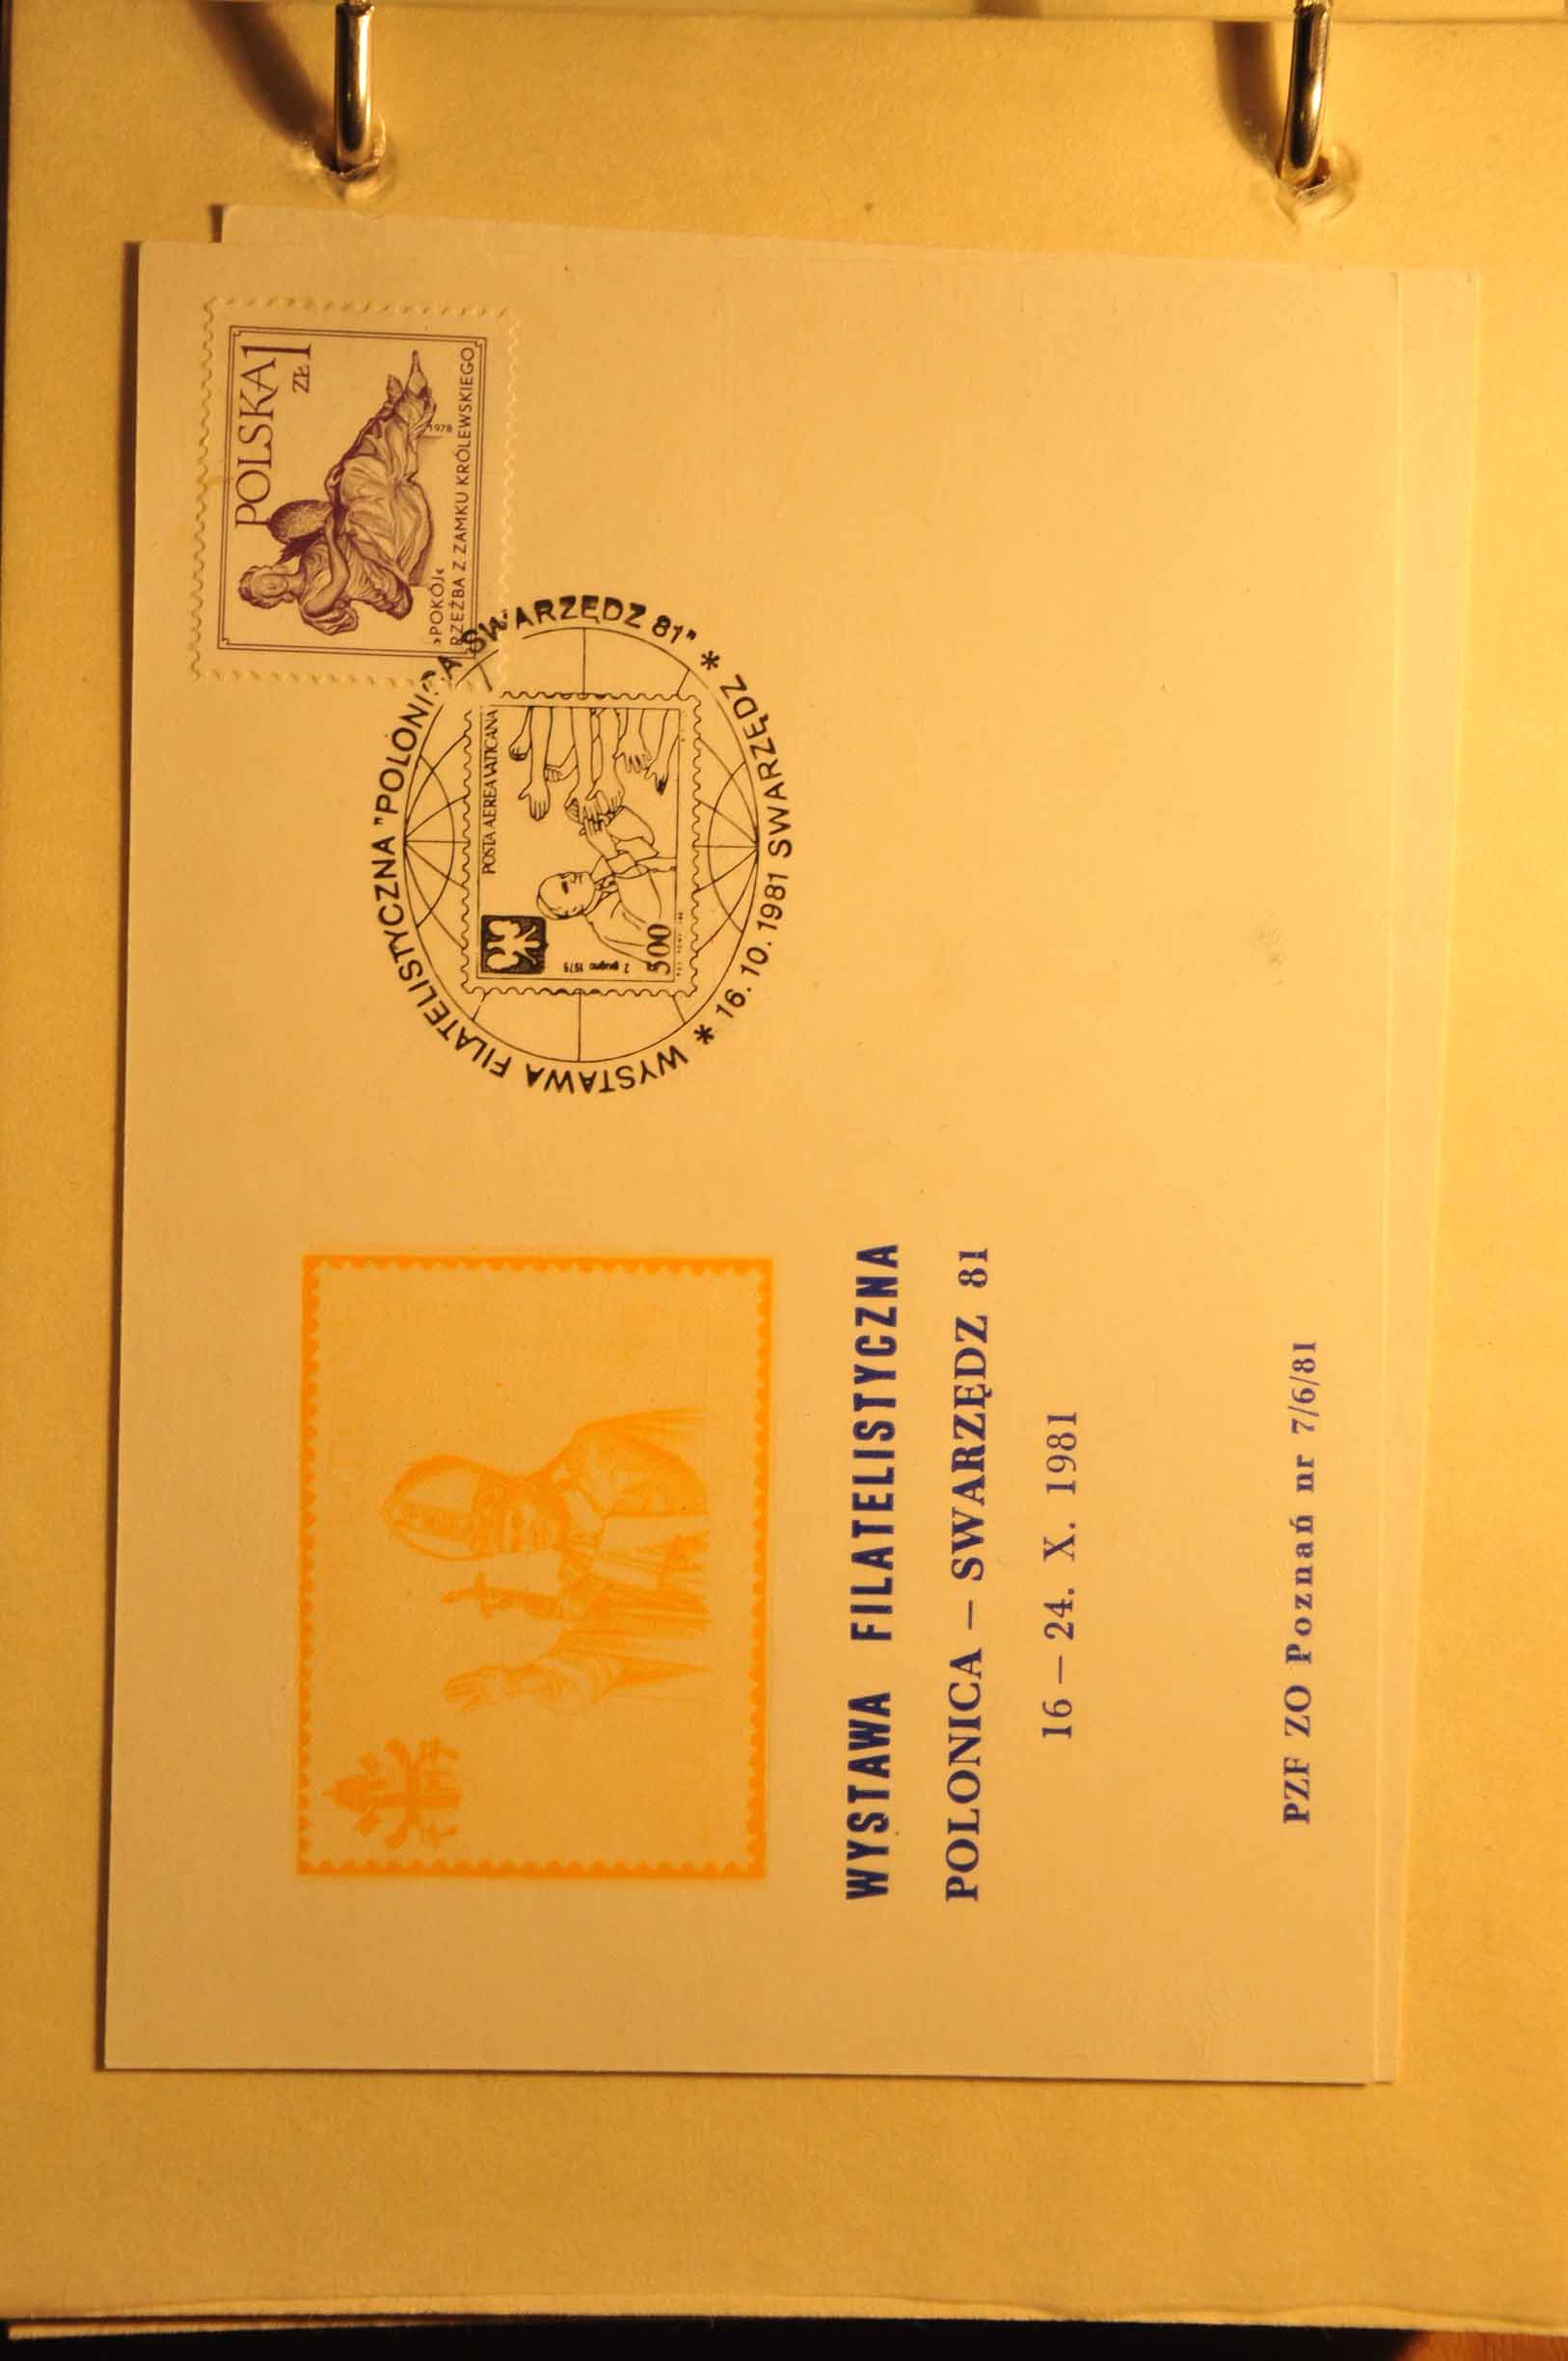 POLSKA 1
ZŁ
1978
»POKÓJ«
RZEŹBA Z ZAMKU KRÓLEWSKIEGO
* WYSTAWA FILATELISTYCZNA "POLONICA SWARZĘDZ 81" *
16.10.1981 SWARZĘDZ
POSTA AEREA VATICANA
2 giugno 1979
500
WYSTAWA FILATELISTYCZNA
POLONICA – SWARZĘDZ 81
16 – 24. X. 1981
PZF ZO Poznań nr 7/6/81